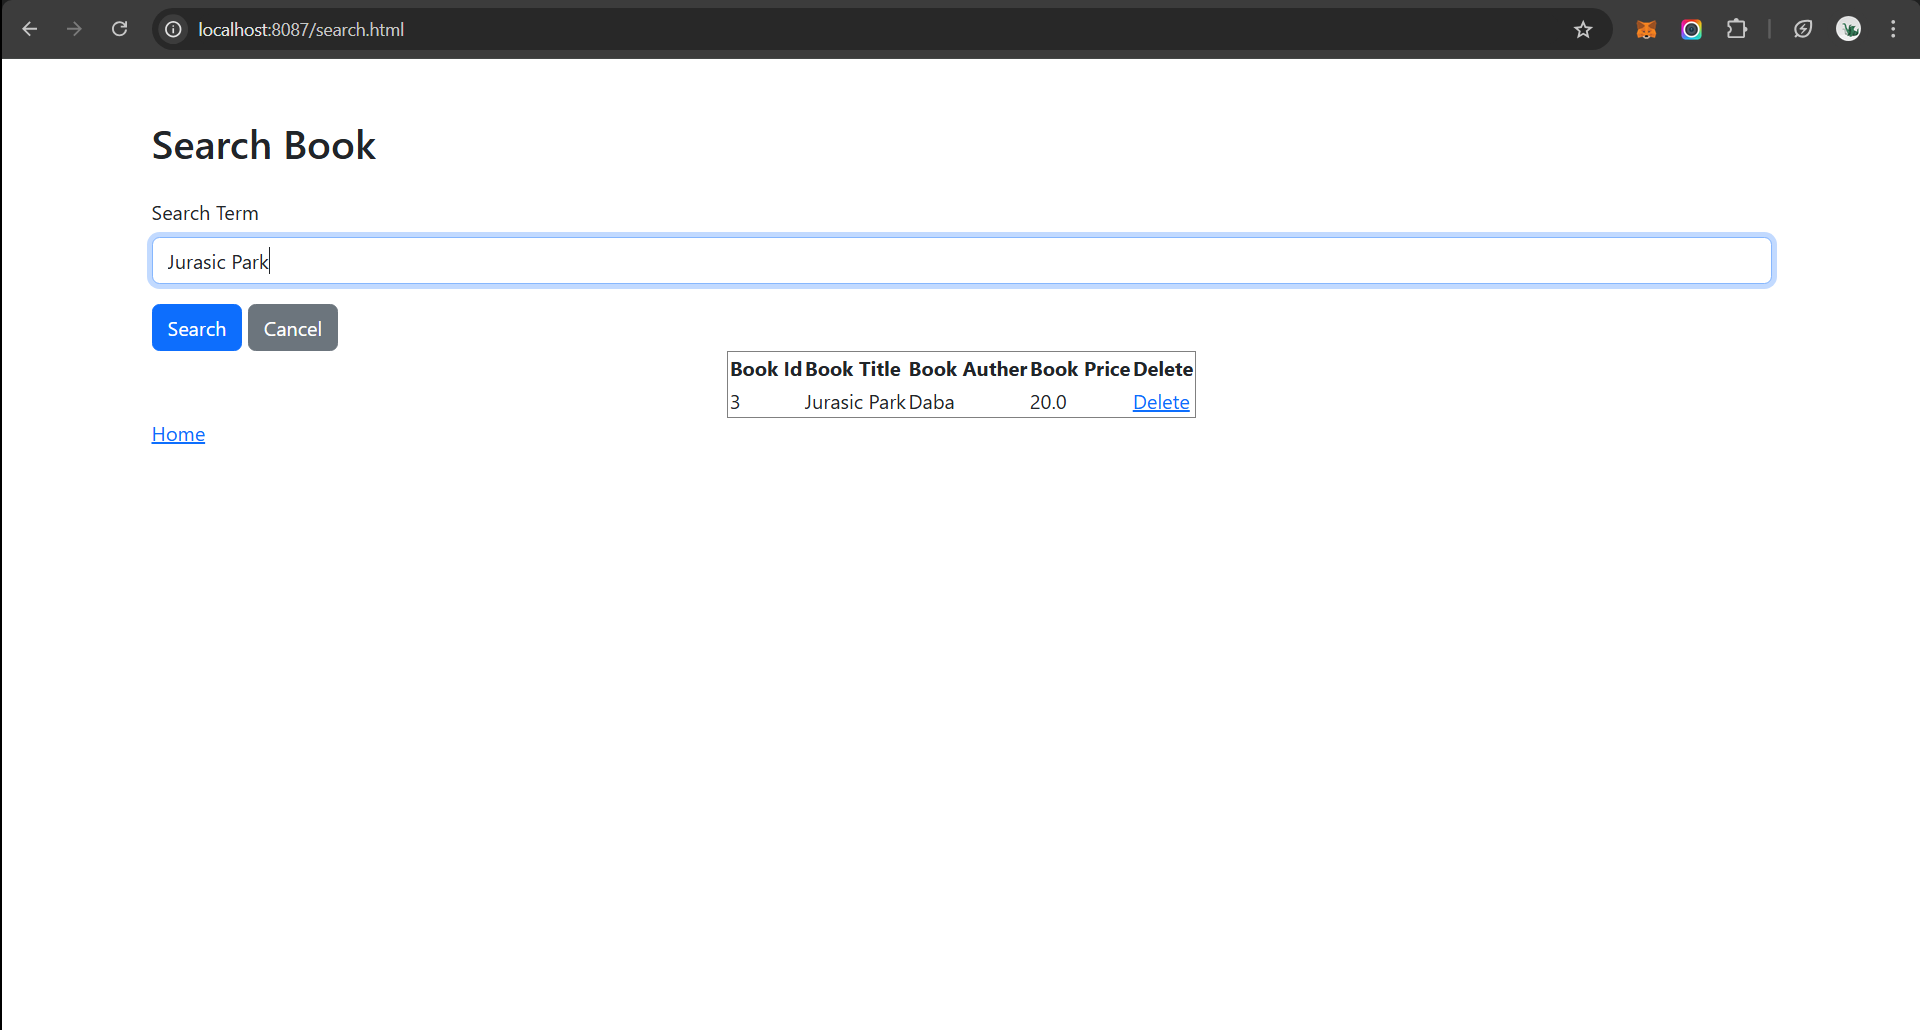 localhost:8087/search.html
Search Book
Search Term
Jurasic Park
Search Cancel
Book Id Book Title Book Auther Book Price Delete
3 Jurasic Park Daba 20.0 Delete
Home